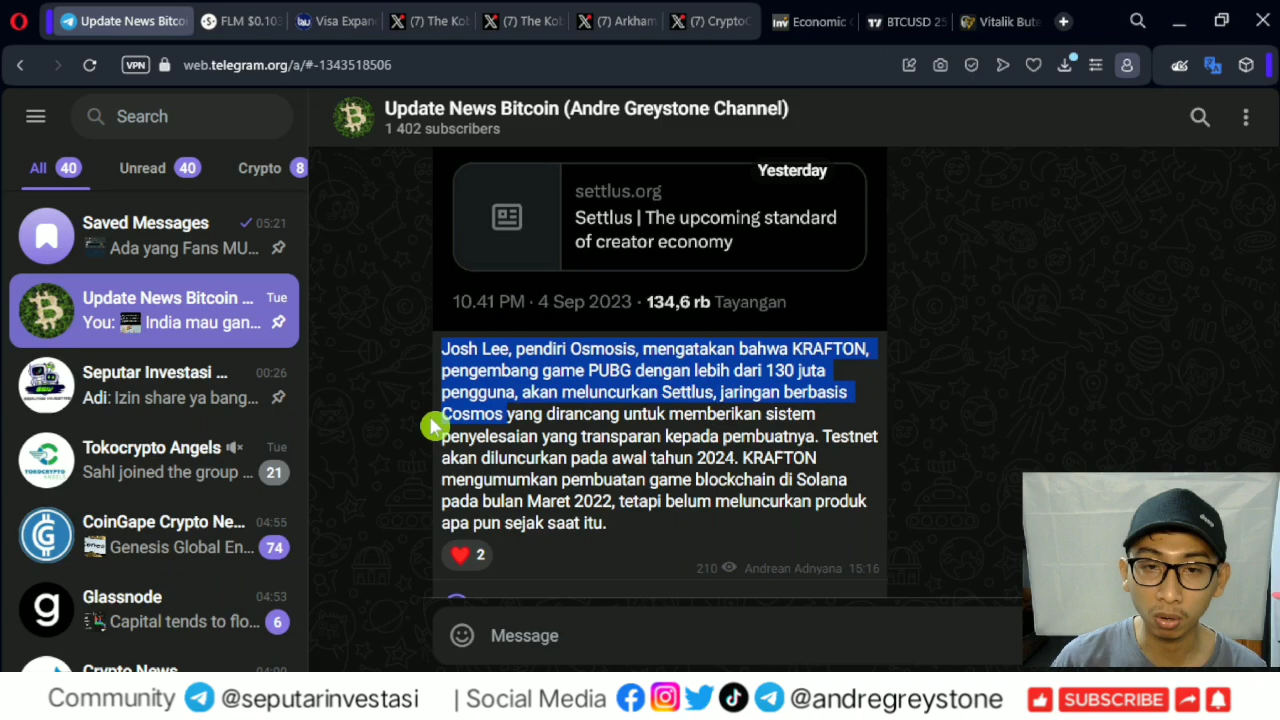 Update News Bitco
FLM $0.103
Visa Expan
(7) The Kol
(7) The Kol
(7) Arkham
(7) Crypto
Economic
BTCUSD 25
Vitalik Bute
VPN
web.telegram.org/a/#-1343518506
Search
All 40
Unread 40
Crypto 8
Saved Messages 05:21
Ada yang Fans MU...
Update News Bitcoin ... Tue
You: India mau gan...
Seputar Investasi ... 00:26
Adi: Izin share ya bang...
Tokocrypto Angels Tue
Sahl joined the group ... 21
CoinGape Crypto Ne... 04:55
Genesis Global En... 74
Glassnode 04:53
Capital tends to flo... 6
Crypto News
Update News Bitcoin (Andre Greystone Channel)
1 402 subscribers
Yesterday
settlus.org
Settlus | The upcoming standard
of creator economy
10.41 PM · 4 Sep 2023 · 134,6 rb Tayangan
Josh Lee, pendiri Osmosis, mengatakan bahwa KRAFTON,
pengembang game PUBG dengan lebih dari 130 juta
pengguna, akan meluncurkan Settlus, jaringan berbasis
Cosmos yang dirancang untuk memberikan sistem
penyelesaian yang transparan kepada pembuatnya. Testnet
akan diluncurkan pada awal tahun 2024. KRAFTON
mengumumkan pembuatan game blockchain di Solana
pada bulan Maret 2022, tetapi belum meluncurkan produk
apa pun sejak saat itu.
2
210 Andrean Adnyana 15:16
Message
Community @seputarinvestasi | Social Media @andregreystone SUBSCRIBE